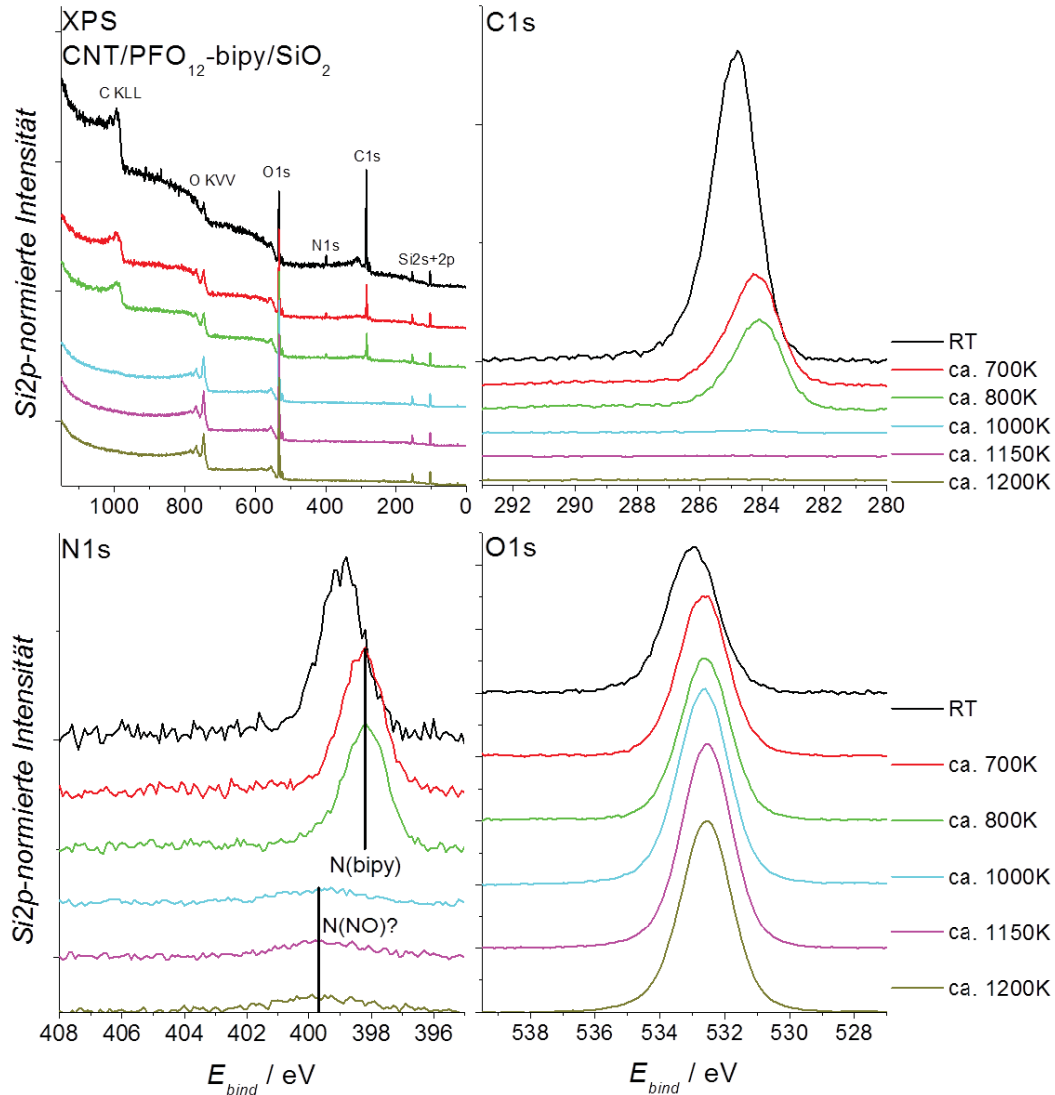 XPS
CNT/PFO12-bipy/SiO2
C KLL
O KVV
O1s
N1s
C1s
Si2s+2p
Si2p-normierte Intensität
1000 800 600 400 200 0
C1s
292 290 288 286 284 282 280
RT
ca. 700K
ca. 800K
ca. 1000K
ca. 1150K
ca. 1200K
N1s
N(bipy)
N(NO)?
Si2p-normierte Intensität
408 406 404 402 400 398 396
Ebind / eV
O1s
538 536 534 532 530 528
Ebind / eV
RT
ca. 700K
ca. 800K
ca. 1000K
ca. 1150K
ca. 1200K